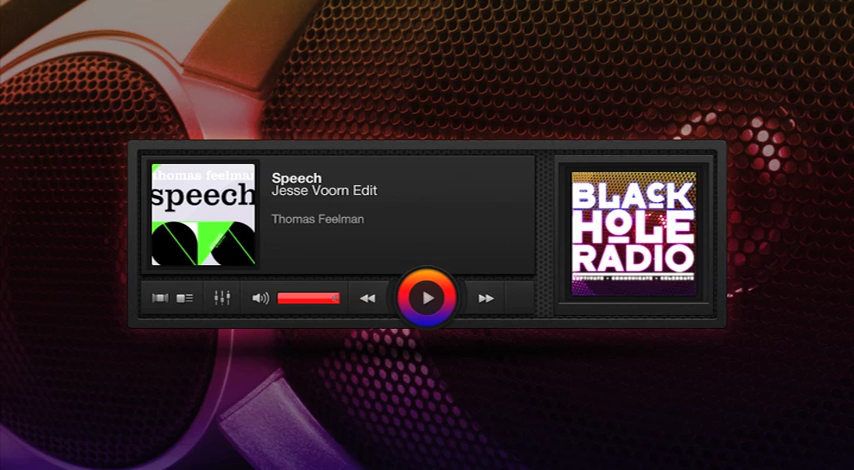 thomas feelman
speech
Speech
Jesse Voorn Edit
Thomas Feelman
BLACK
HOLE
RADIO